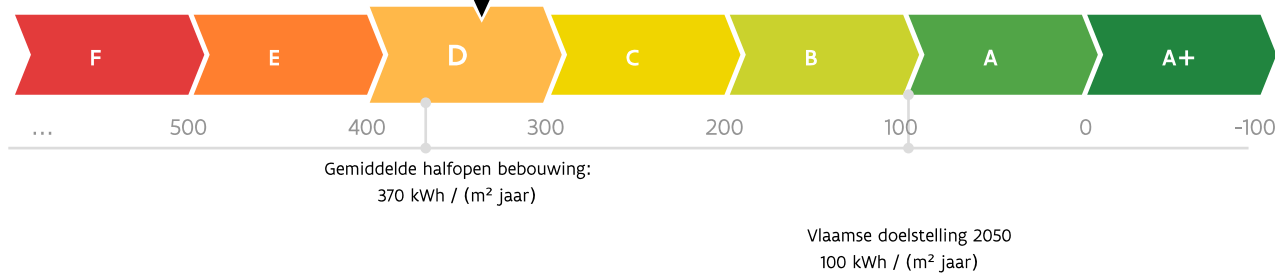 F E D C B A A+
... 500 400 300 200 100 0 -100
Gemiddelde halfopen bebouwing:
370 kWh / (m² jaar)
Vlaamse doelstelling 2050
100 kWh / (m² jaar)